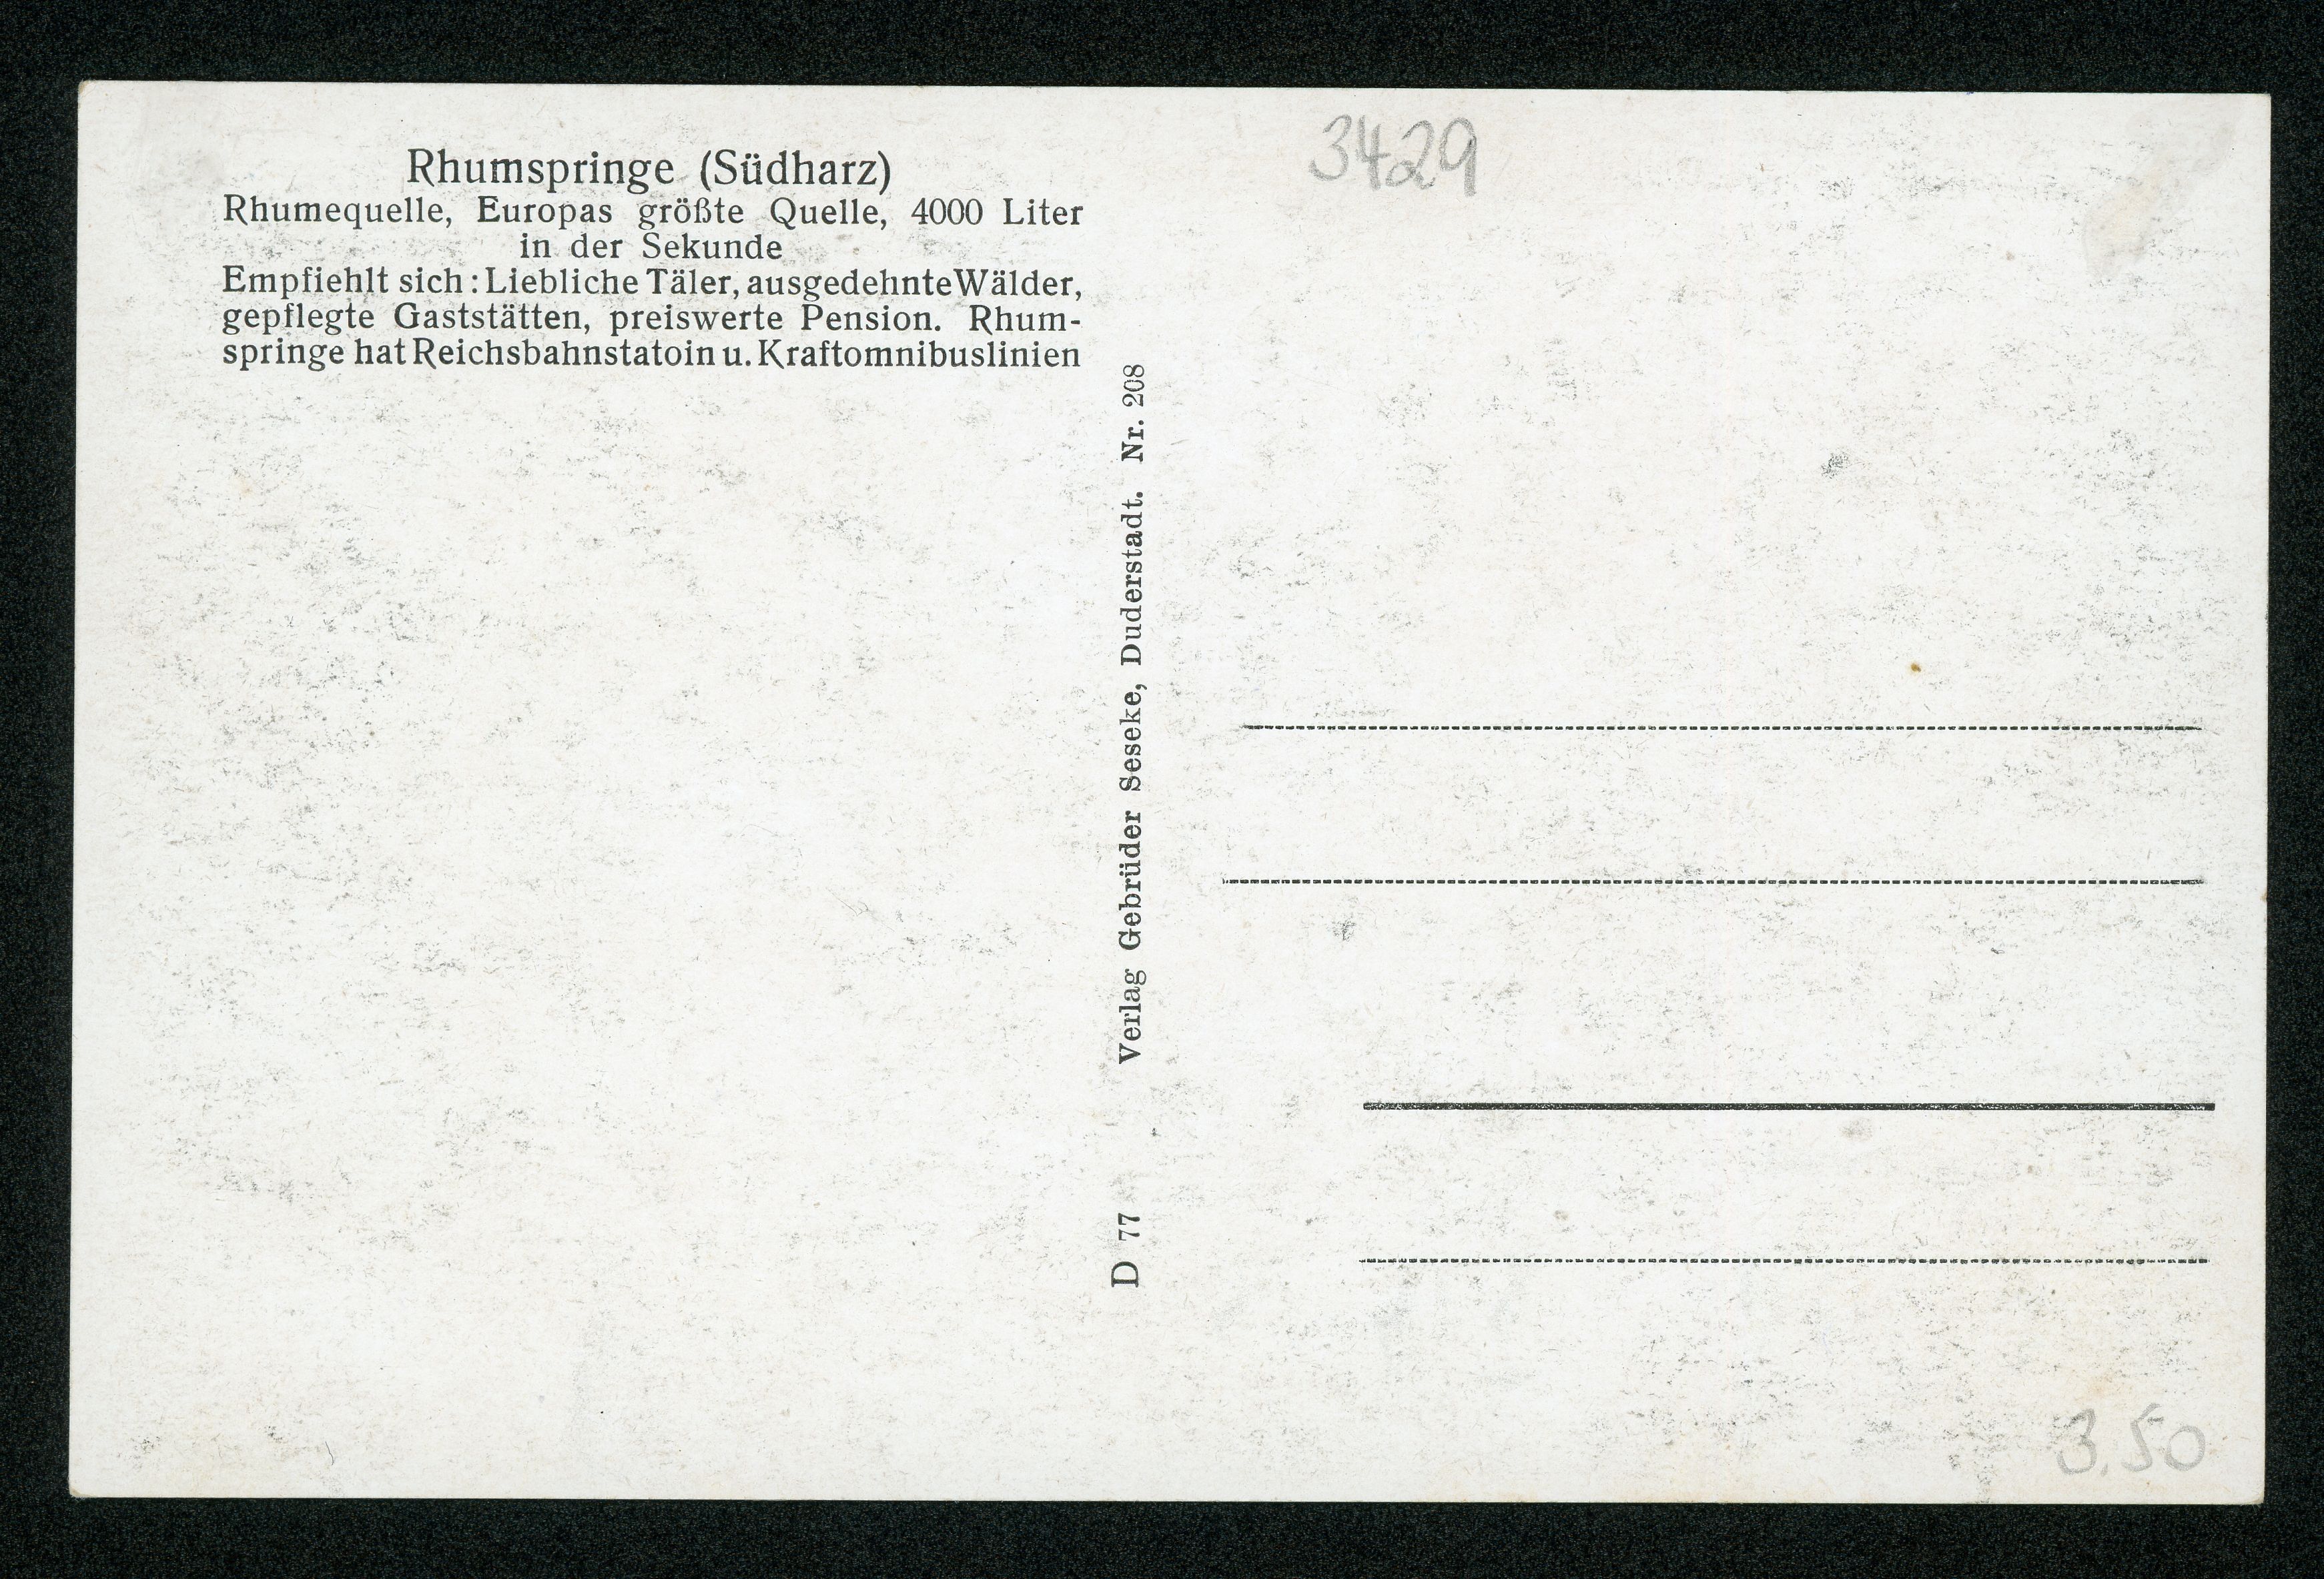 Rhumspringe (Südharz)
Rhumequelle, Europas größte Quelle, 4000 Liter
in der Sekunde
Empfiehlt sich: Liebliche Täler, ausgedehnte Wälder,
gepflegte Gaststätten, preiswerte Pension. Rhum-
springe hat Reichsbahnstatoin u. Kraftomnibuslinien
D 77 Verlag Gebrüder Seseke, Duderstadt. Nr. 208
3429
3.50